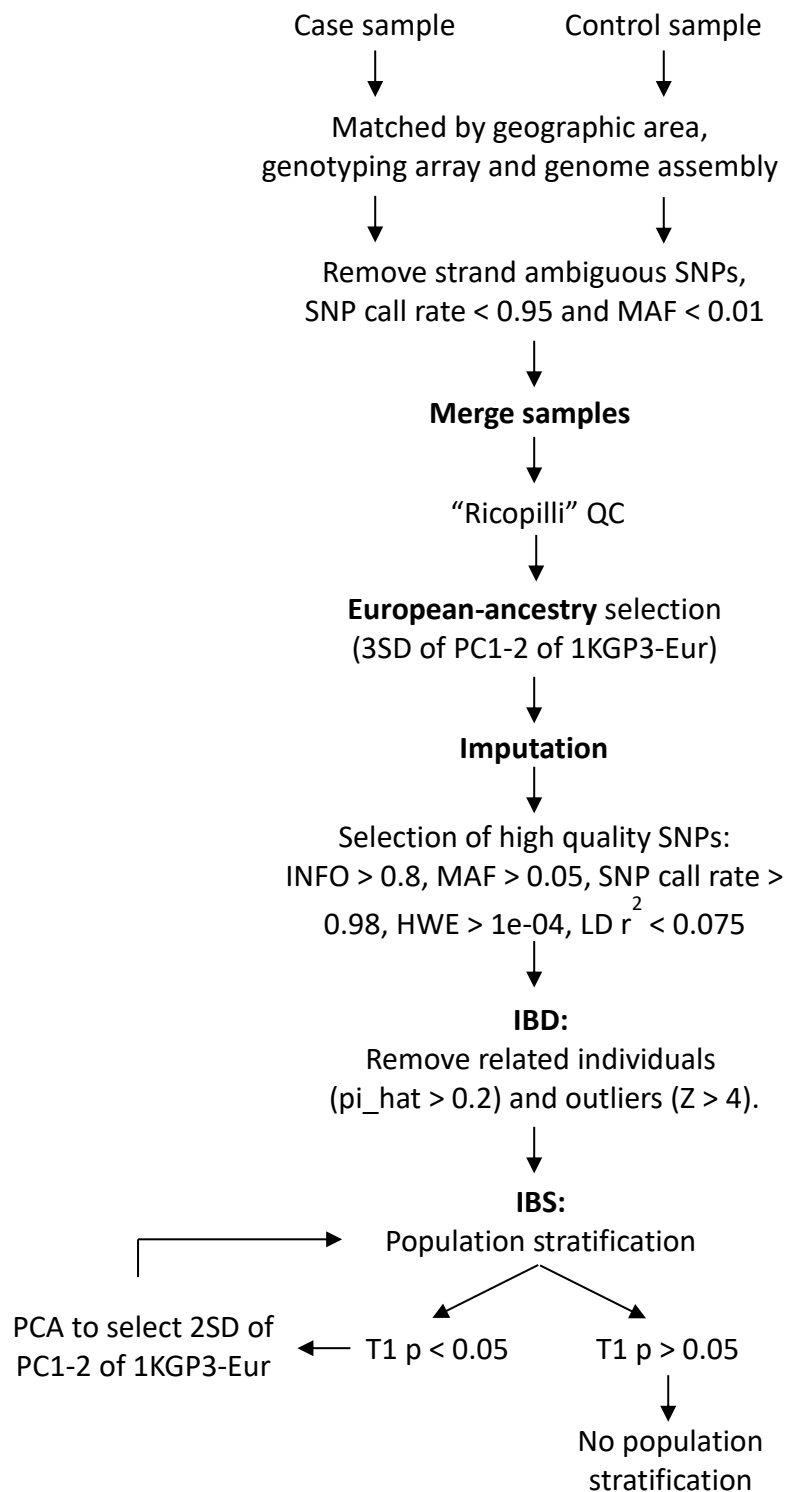 Case sample
Control sample
Matched by geographic area,
genotyping array and genome assembly
Remove strand ambiguous SNPs,
SNP call rate < 0.95 and MAF < 0.01
Merge samples
“Ricopilli” QC
European-ancestry selection
(3SD of PC1-2 of 1KGP3-Eur)
Imputation
Selection of high quality SNPs:
INFO > 0.8, MAF > 0.05, SNP call rate >
0.98, HWE > 1e-04, LD r² < 0.075
IBD:
Remove related individuals
(pi_hat > 0.2) and outliers (Z > 4).
IBS:
Population stratification
PCA to select 2SD of
PC1-2 of 1KGP3-Eur
T1 p < 0.05
T1 p > 0.05
No population
stratification